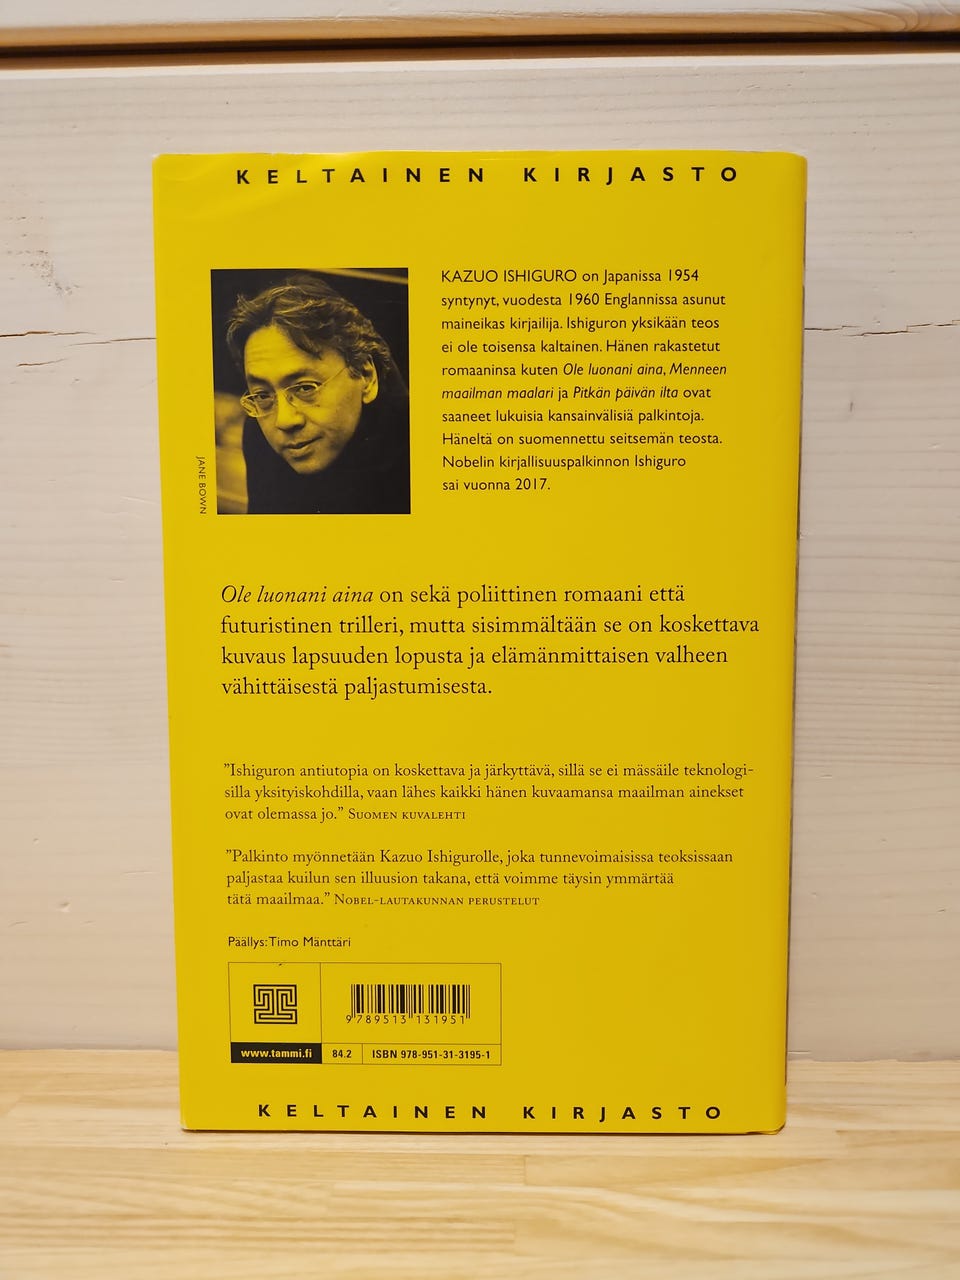 KELTAINEN KIRJASTO
KAZUO ISHIGURO on Japanissa 1954
syntynyt, vuodesta 1960 Englannissa asunut
maineikas kirjailija. Ishiguron yksikään teos
ei ole toisensa kaltainen. Hänen rakastetut
romaaninsa kuten Ole luonani aina, Menneen
maailman maalari ja Pitkän päivän ilta ovat
saaneet lukuisia kansainvälisiä palkintoja.
Häneltä on suomennettu seitsemän teosta.
Nobelin kirjallisuuspalkinnon Ishiguro
sai vuonna 2017.
JANE BOWN
Ole luonani aina on sekä poliittinen romaani että
futuristinen trilleri, mutta sisimmältään se on koskettava
kuvaus lapsuuden lopusta ja elämänmittaisen valheen
vähittäisestä paljastumisesta.
”Ishiguron antiutopia on koskettava ja järkyttävä, sillä se ei mässäile teknologi-
silla yksityiskohdilla, vaan lähes kaikki hänen kuvaamansa maailman ainekset
ovat olemassa jo.” SUOMEN KUVALEHTI
”Palkinto myönnetään Kazuo Ishigurolle, joka tunnevoimaisissa teoksissaan
paljastaa kuilun sen illuusion takana, että voimme täysin ymmärtää
tätä maailmaa.” NOBEL-LAUTAKUNNAN PERUSTELUT
Päällys: Timo Mänttäri
9 789513 131951
www.tammi.fi 84.2 ISBN 978-951-31-3195-1
KELTAINEN KIRJASTO